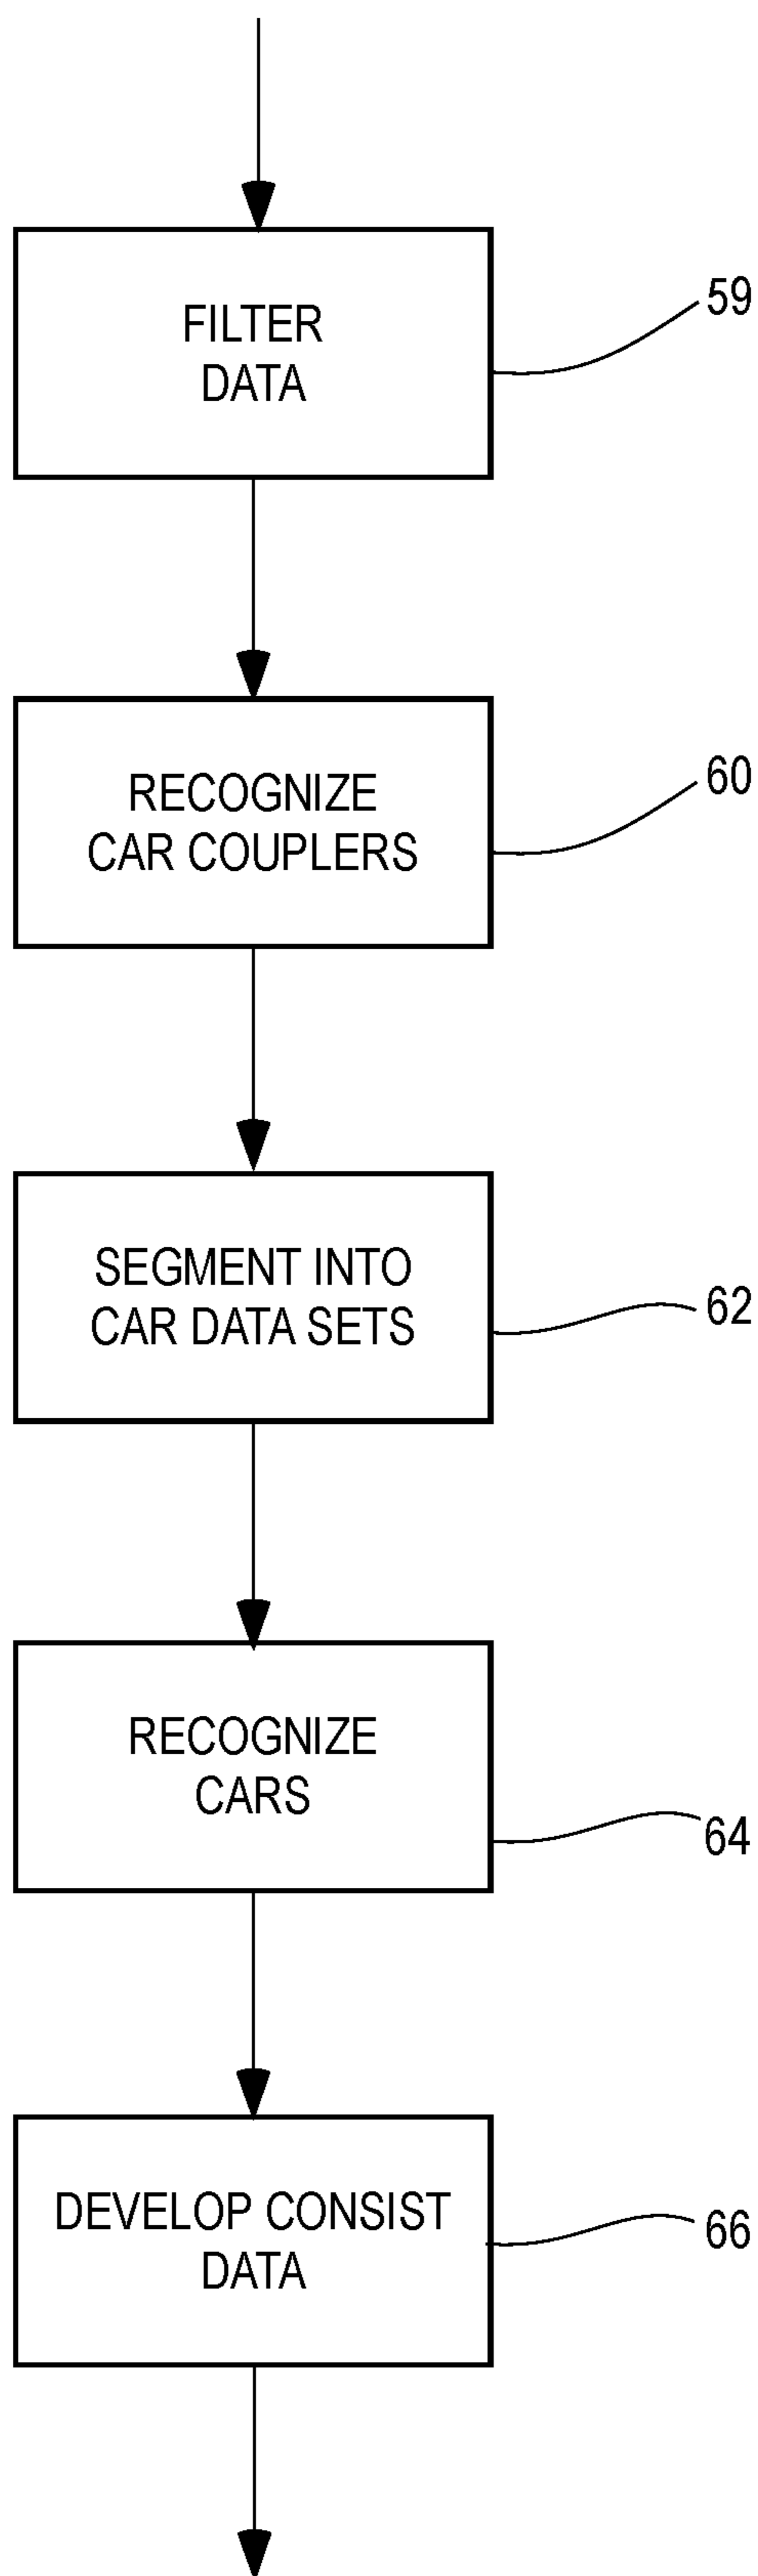 FILTER
DATA
59
RECOGNIZE
CAR COUPLERS
60
SEGMENT INTO
CAR DATA SETS
62
RECOGNIZE
CARS
64
DEVELOP CONSIST
DATA
66